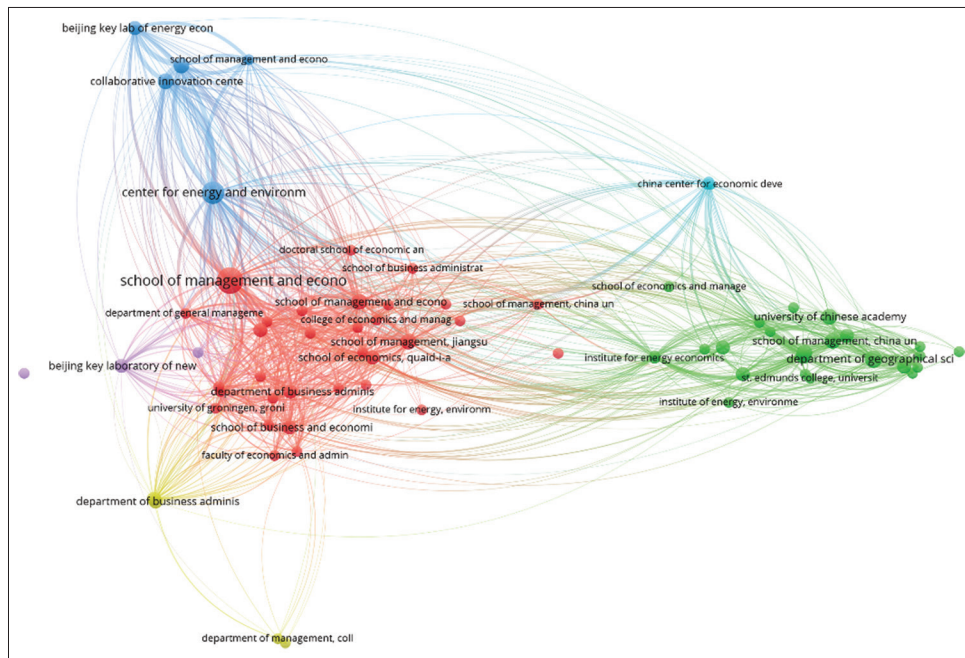 beijing key lab of energy econ
school of management and econo
collaborative innovation cente
china center for economic deve
center for energy and environm
doctoral school of economic an
school of business administrat
school of management and econo
school of economics and manage
school of management and econo
school of management, china un
department of general manageme
college of economics and manag
university of chinese academy
school of management, jiangsu
school of management, china un
school of economics, quaid-i-a
institute for energy economics
department of geographical sci
beijing key laboratory of new
st. edmunds college, universit
department of business adminis
institute of energy, environme
university of groningen, groni
institute for energy, environm
school of business and economi
faculty of economics and admin
department of business adminis
department of management, coll